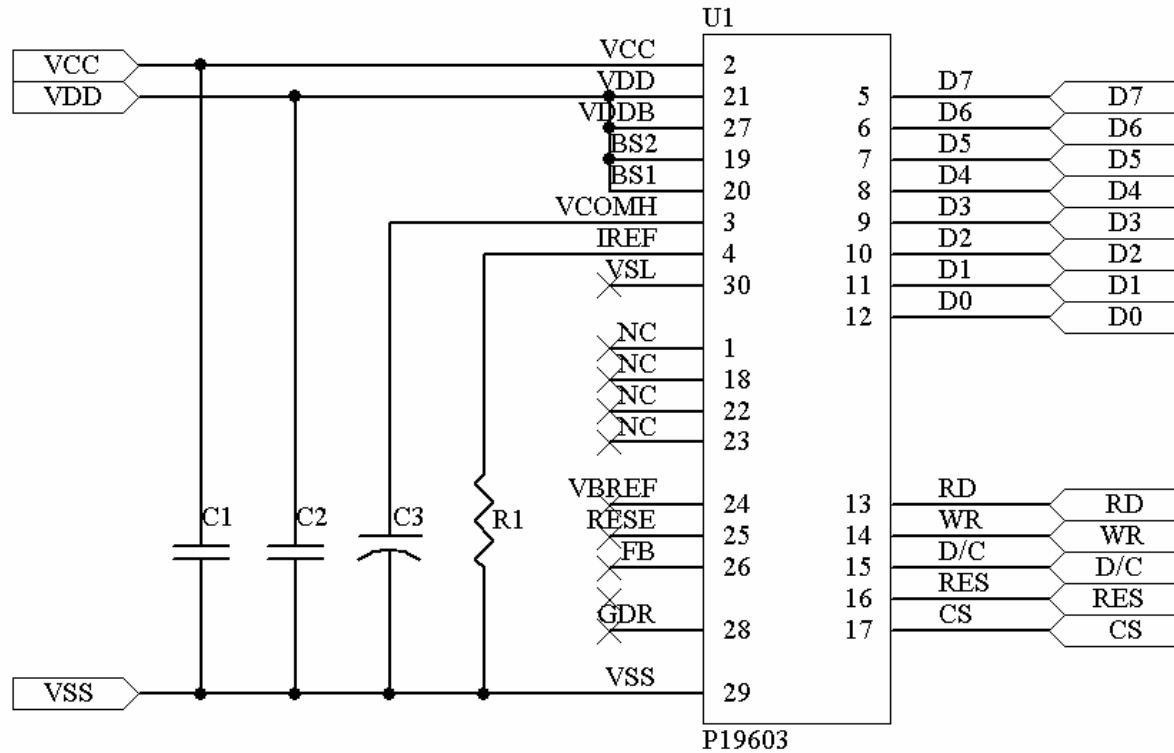 U1
VCC VCC 2
VDD VDD 21 5 D7 D7
VDDB 27 6 D6 D6
BS2 19 7 D5 D5
BS1 20 8 D4 D4
VCOMH 3 9 D3 D3
IREF 4 10 D2 D2
VSL 30 11 D1 D1
12 D0 D0
NC 1
NC 18
NC 22
NC 23
VBREF 24 13 RD RD
C1 C2 C3 R1 RESE 25 14 WR WR
FB 26 15 D/C D/C
16 RES RES
GDR 28 17 CS CS
VSS VSS 29
P19603